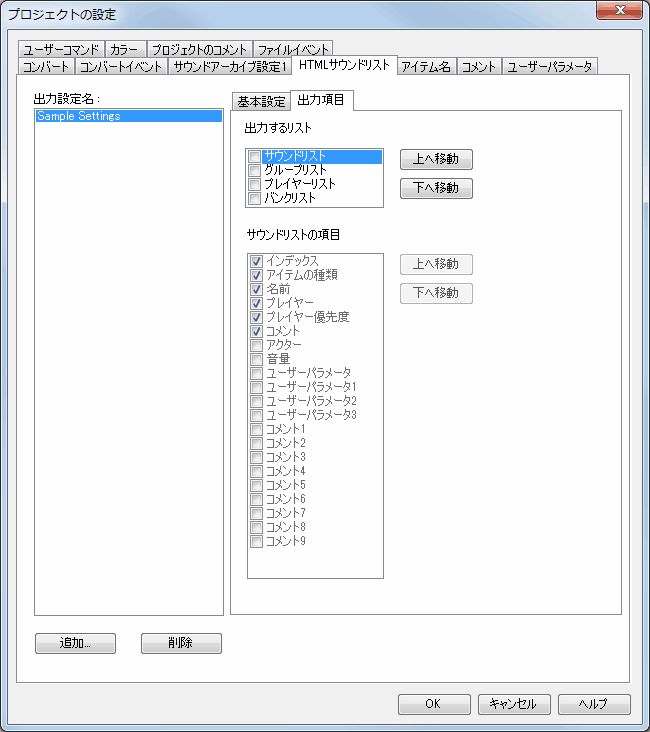 プロジェクトの設定
ユーザーコマンド カラー プロジェクトのコメント ファイルイベント
コンバート コンバートイベント サウンドアーカイブ設定1 HTMLサウンドリスト アイテム名 コメント ユーザーパラメータ
出力設定名:
Sample Settings
基本設定 出力項目
出力するリスト
サウンドリスト
グループリスト
プレイヤーリスト
バンクリスト
上へ移動
下へ移動
サウンドリストの項目
インデックス
アイテムの種類
名前
プレイヤー
プレイヤー優先度
コメント
アクター
音量
ユーザーパラメータ
ユーザーパラメータ1
ユーザーパラメータ2
ユーザーパラメータ3
コメント1
コメント2
コメント3
コメント4
コメント5
コメント6
コメント7
コメント8
コメント9
上へ移動
下へ移動
追加... 削除
OK キャンセル ヘルプ